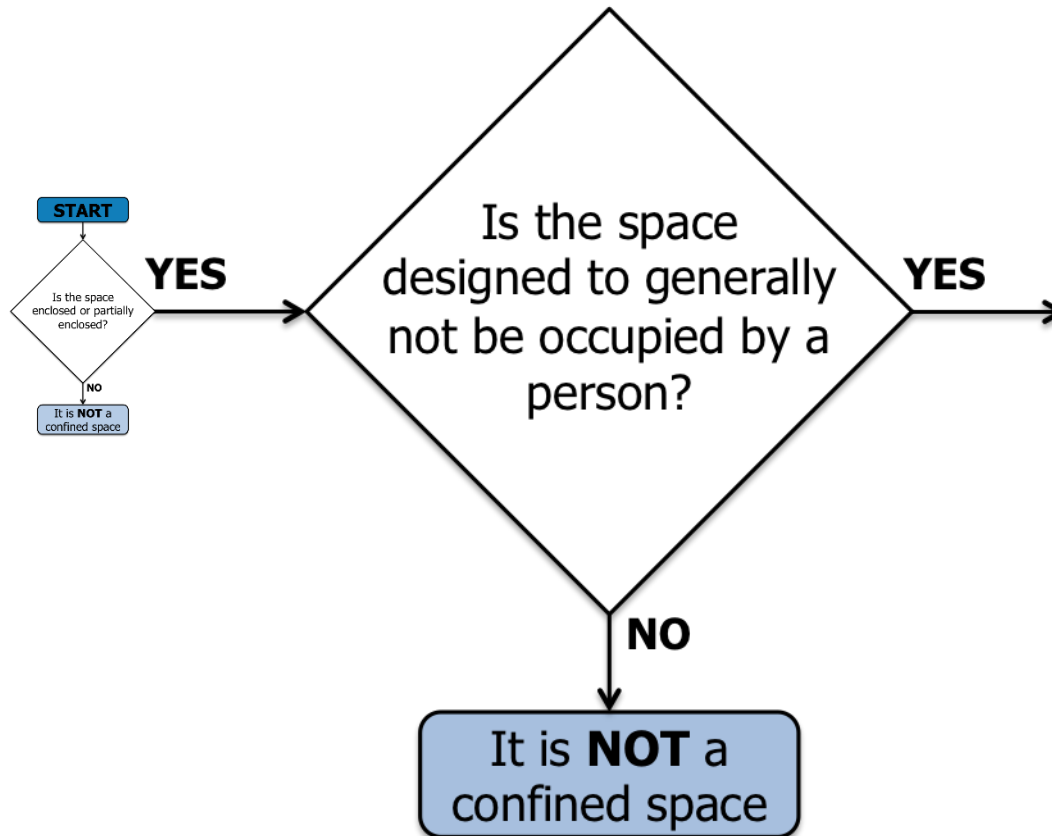 START
Is the space
enclosed or partially
enclosed?
YES
NO
It is NOT a
confined space
Is the space
designed to generally
not be occupied by a
person?
YES
NO
It is NOT a
confined space